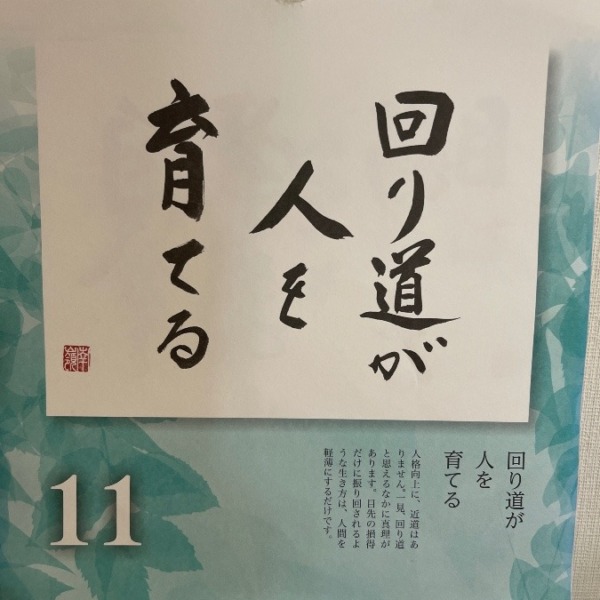 回り道が
人を
育てる
回り道が
人を
育てる
人格向上に、近道はあ
りません。一見、回り道
と思えるなかに真理が
あります。目先の損得
だけに振り回されるよ
うな生き方は、人間を
軽薄にするだけです。
11